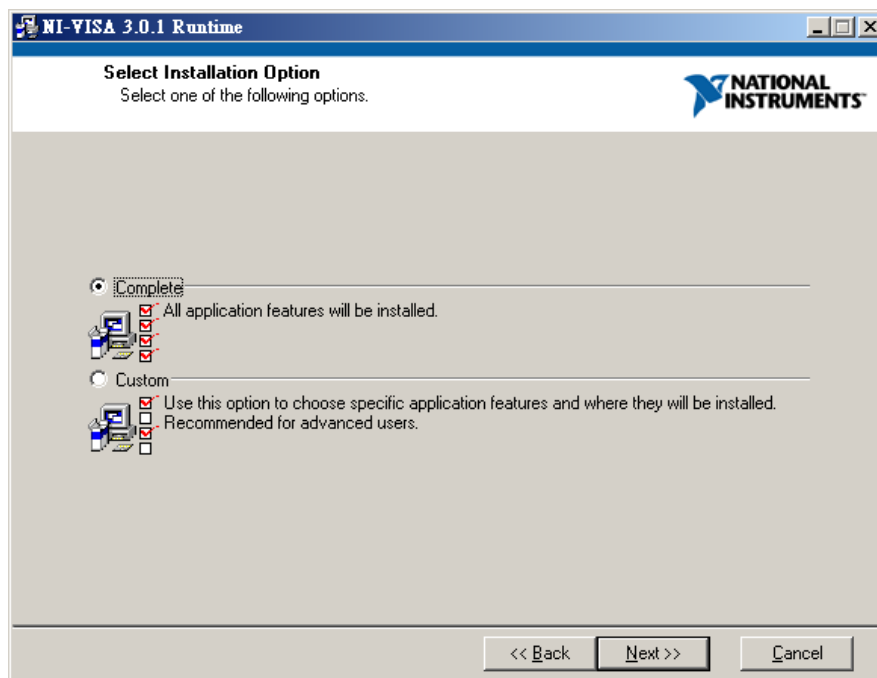 NI-VISA 3.0.1 Runtime
Select Installation Option
Select one of the following options.
NATIONAL
INSTRUMENTS™
Complete
All application features will be installed.
Custom
Use this option to choose specific application features and where they will be installed.
Recommended for advanced users.
<< Back
Next >>
Cancel